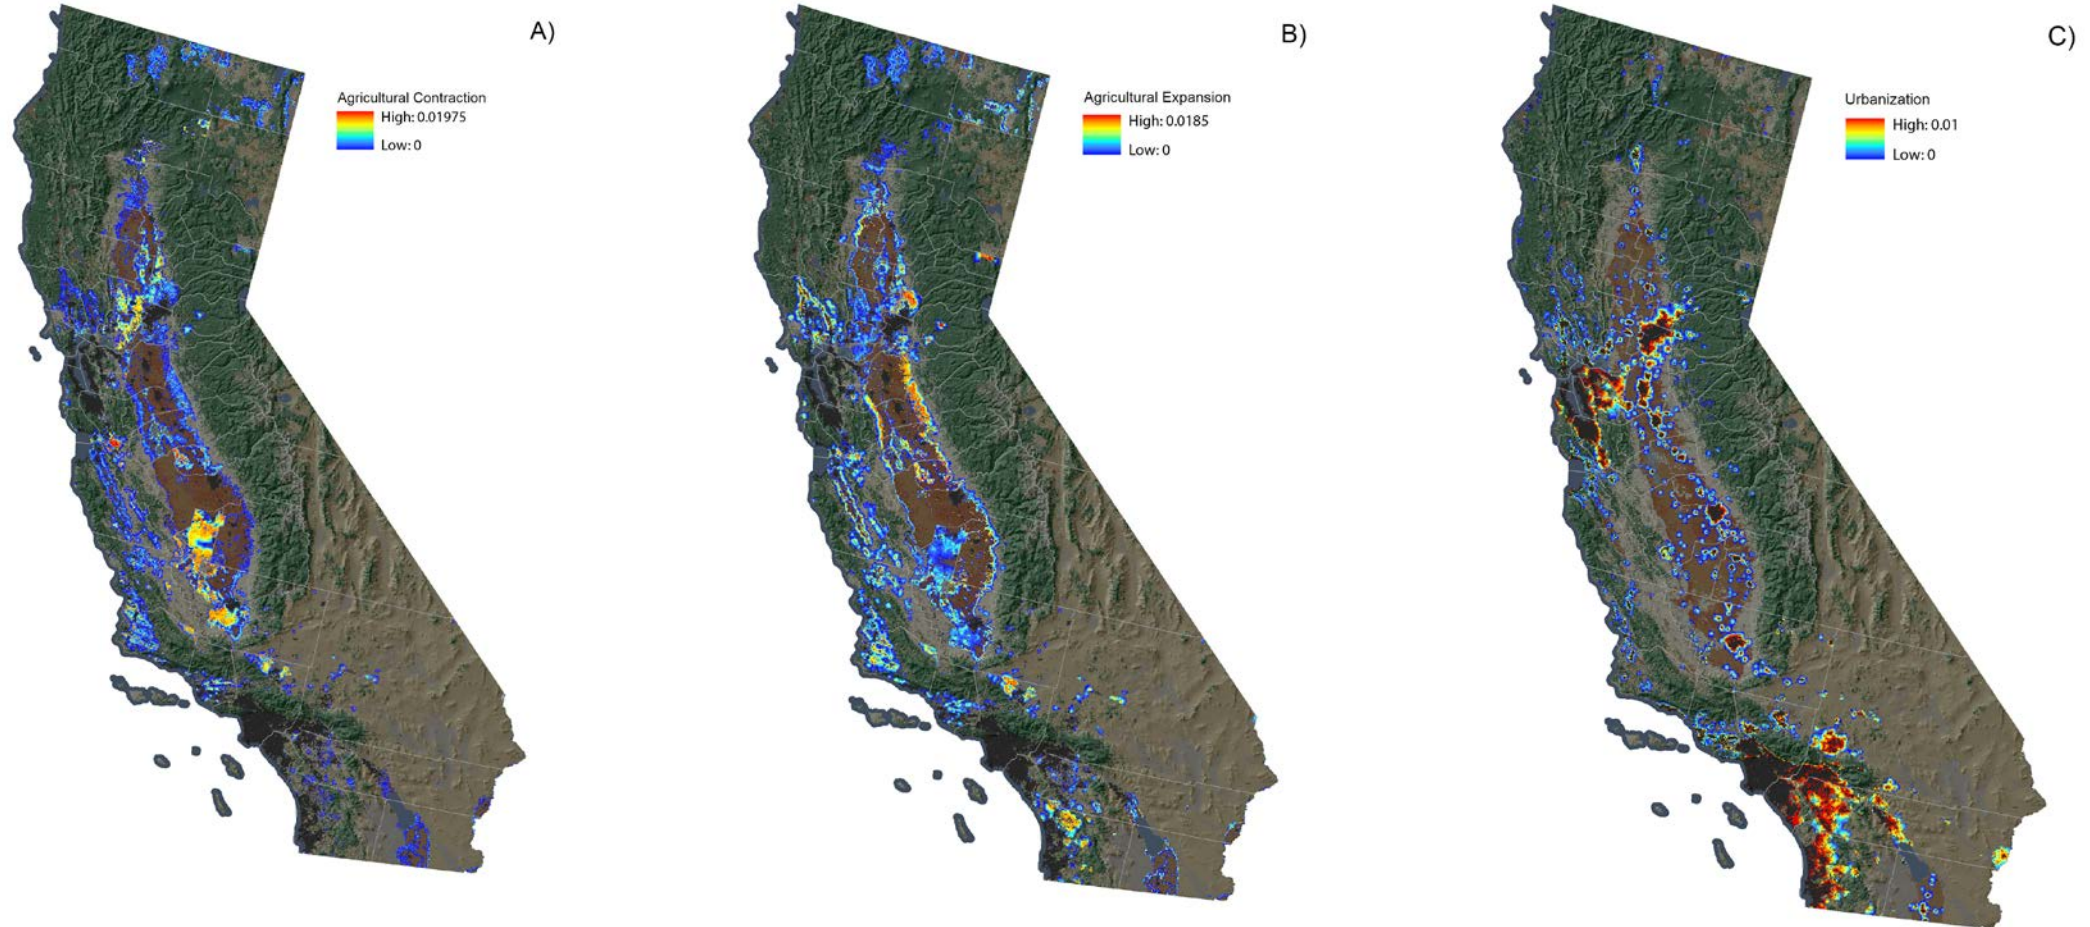 A)
Agricultural Contraction
High: 0.01975
Low: 0
B)
Agricultural Expansion
High: 0.0185
Low: 0
C)
Urbanization
High: 0.01
Low: 0